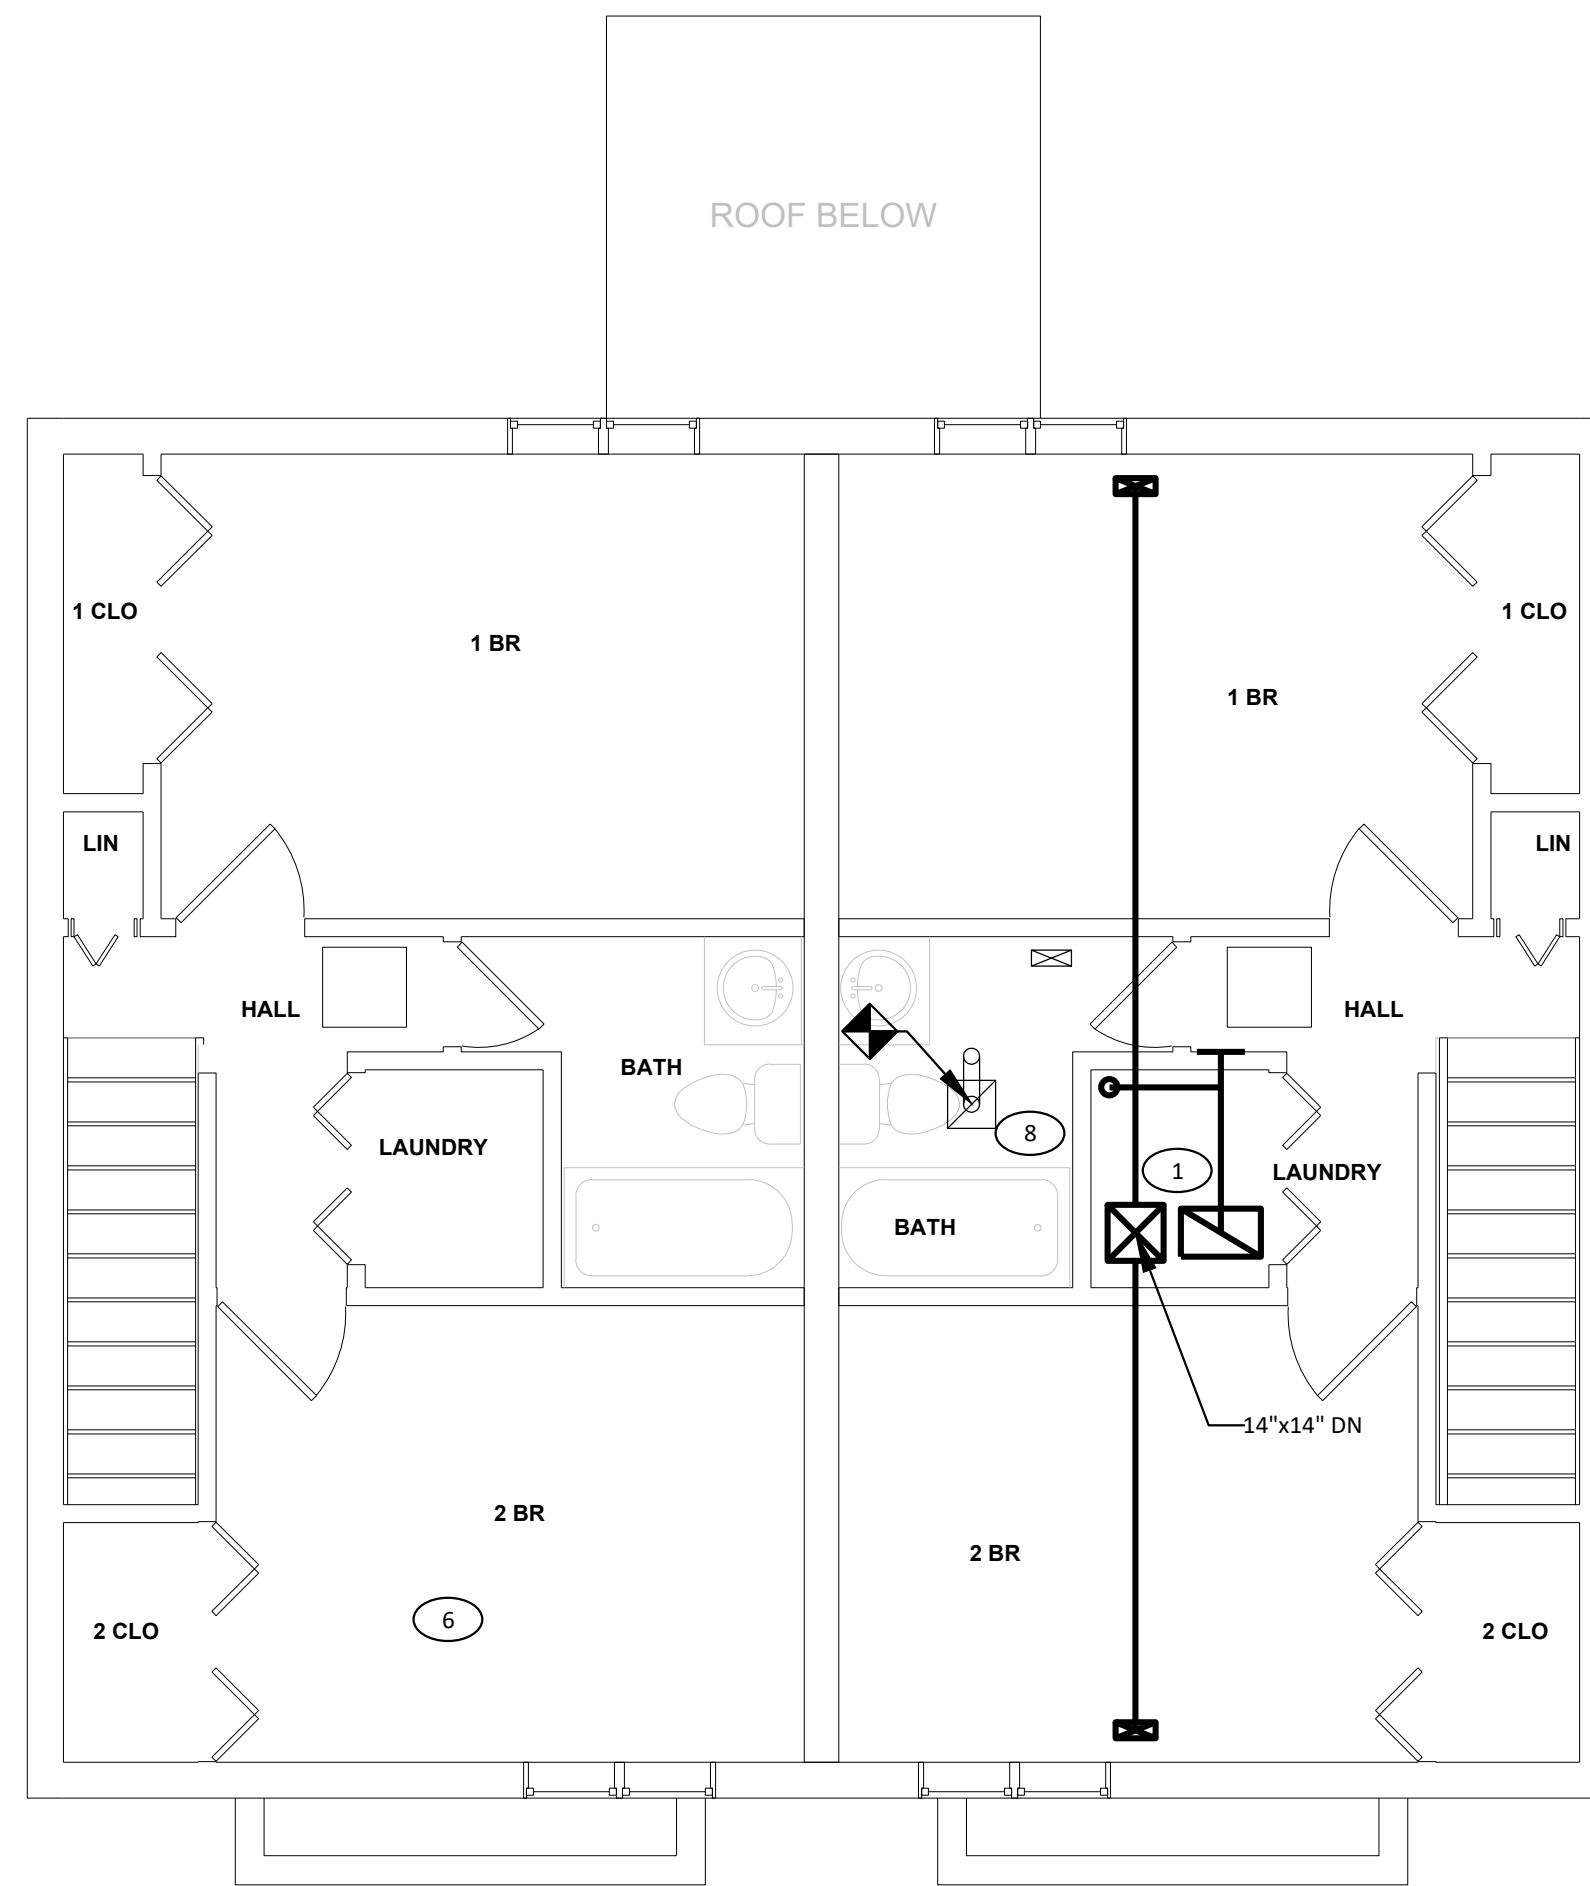 ROOF BELOW
1 CLO
1 BR
1 BR
1 CLO
LIN
LIN
HALL
HALL
BATH
8
LAUNDRY
1
LAUNDRY
BATH
14"x14" DN
2 BR
2 BR
6
2 CLO
2 CLO